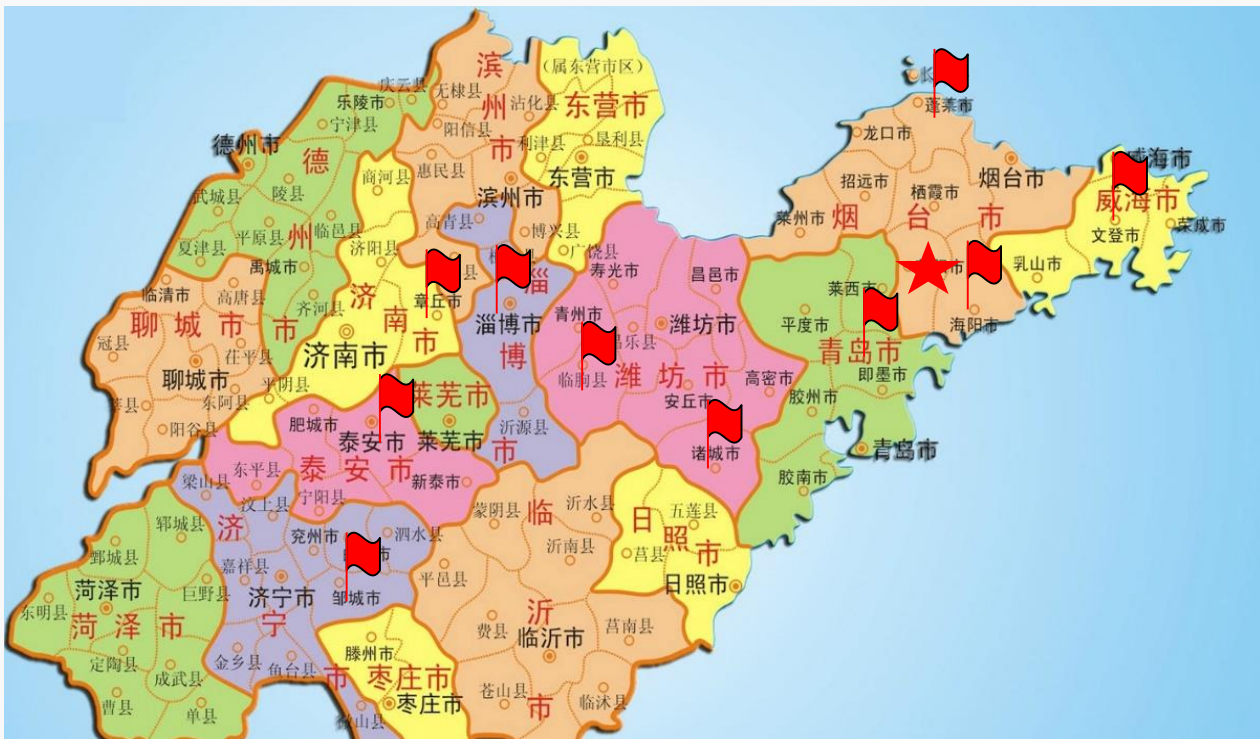 滨州市
(属东营市区)
东营市
庆云县
无棣县
乐陵市
沾化县
宁津县
阳信县
垦利县
利津县
德州市
德州市
惠民县
东营市
商河县
武城县
陵县
滨州市
高青县
临邑县
平原县
博兴县
夏津县
济阳县
广饶县
禹城市
寿光市
昌邑市
临清市
高唐县
章丘市
淄博市
齐河县
济南市
聊城市
淄博市
青州市
潍坊市
冠县
昌乐县
茌平县
济南市
聊城市
临朐县
潍坊市
高密市
平阴县
莱芜市
东阿县
安丘市
肥城市
沂源县
阳谷县
泰安市
莱芜市
诸城市
泰安市
东平县
新泰市
梁山县
宁阳县
汶上县
蒙阴县
沂水县
五莲县
郓城县
济宁市
兖州市
泗水县
日照市
鄄城县
沂南县
莒县
嘉祥县
平邑县
菏泽市
巨野县
济宁市
邹城市
日照市
东明县
临沂市
菏泽市
费县
临沂市
莒南县
滕州市
定陶县
金乡县
鱼台县
枣庄市
成武县
枣庄市
苍山县
临沭县
曹县
单县
山县
长
蓬莱市
龙口市
威海市
招远市
栖霞市
烟台市
莱州市
烟台市
威海市
文登市
荣成市
乳山市
莱西市
平度市
海阳市
青岛市
即墨市
胶州市
青岛市
胶南市